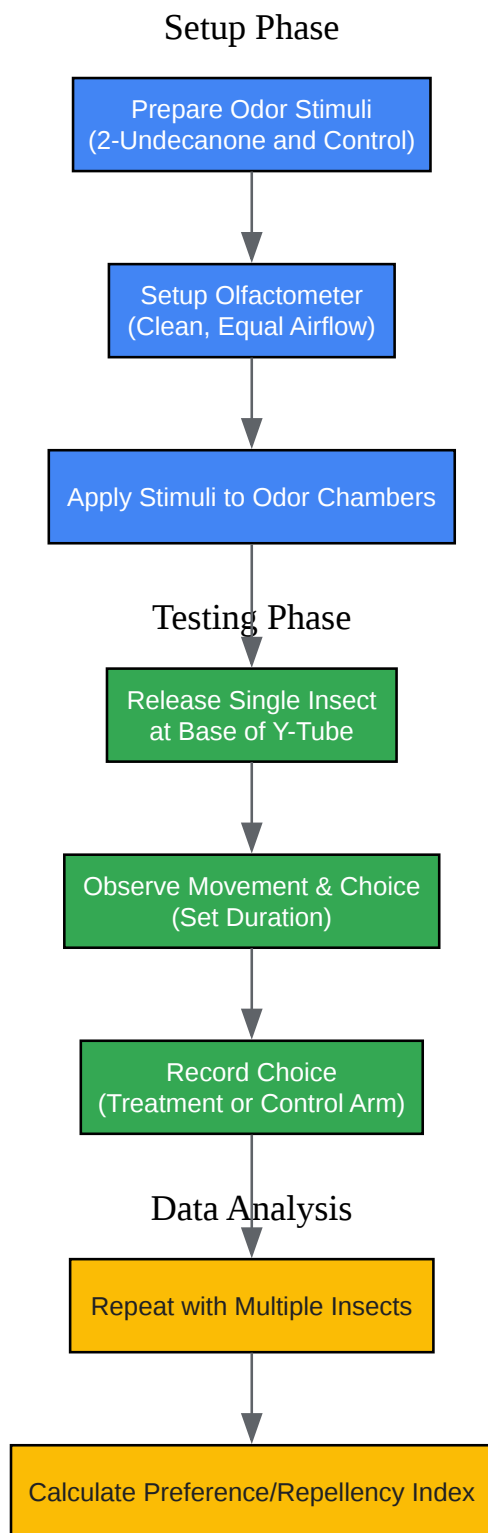 Setup Phase
Prepare Odor Stimuli
(2-Undecanone and Control)
Setup Olfactometer
(Clean, Equal Airflow)
Apply Stimuli to Odor Chambers
Testing Phase
Release Single Insect
at Base of Y-Tube
Observe Movement & Choice
(Set Duration)
Record Choice
(Treatment or Control Arm)
Data Analysis
Repeat with Multiple Insects
Calculate Preference/Repellency Index